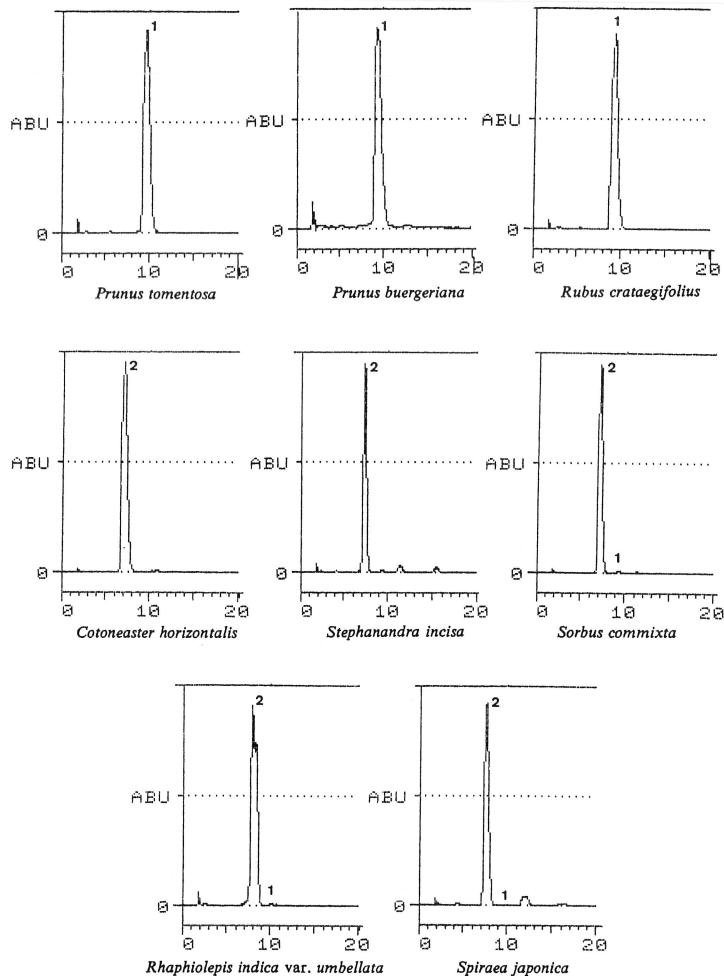 1 1 1
ABU ABU ABU
0 0 0
0 10 20 0 10 20 0 10 20
Prunus tomentosa Prunus buergeriana Rubus crataegifolius
2 2 2
ABU ABU ABU
1
0 0 0
0 10 20 0 10 20 0 10 20
Cotoneaster horizontalis Stephanandra incisa Sorbus commixta
2 2
ABU ABU
1 1
0 0
0 10 20 0 10 20
Rhaphiolepis indica var. umbellata Spiraea japonica